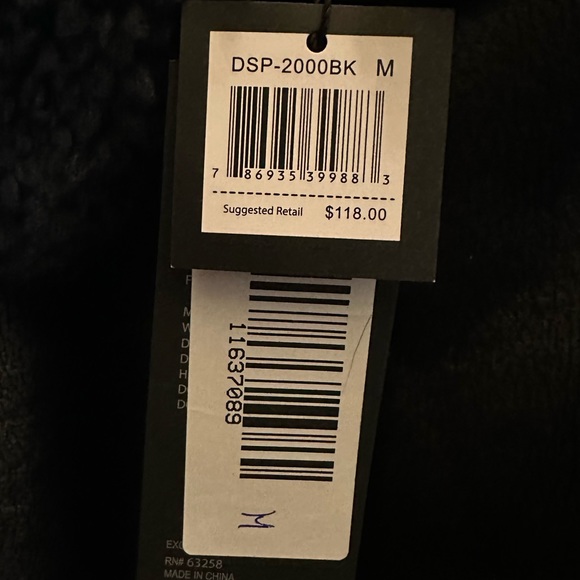 DSP-2000BK M
7 86935 39988 3
Suggested Retail $118.00
11637089
M
RN# 63258
MADE IN CHINA